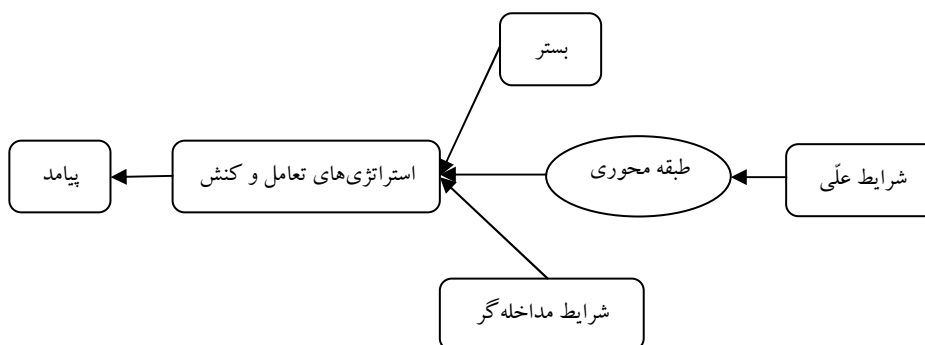 بستر
شرایط علّی
طبقه محوری
استراتژی‌های تعامل و کنش
پیامد
شرایط مداخله‌گر